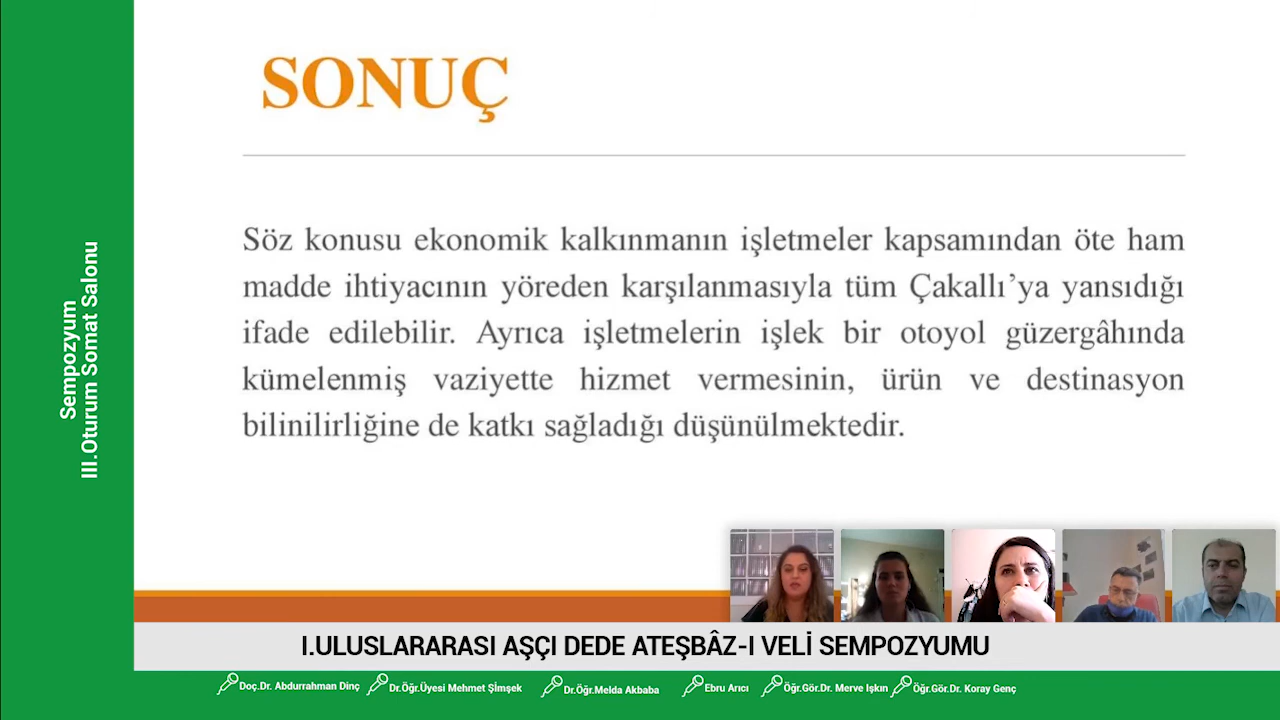 SONUÇ
Söz konusu ekonomik kalkınmanın işletmeler kapsamından öte ham
madde ihtiyacının yöreden karşılanmasıyla tüm Çakallı’ya yansıdığı
ifade edilebilir. Ayrıca işletmelerin işlek bir otoyol güzergâhında
kümelenmiş vaziyette hizmet vermesinin, ürün ve destinasyon
bilinilirliğine de katkı sağladığı düşünülmektedir.
Sempozyum
III.Oturum Somat Salonu
I.ULUSLARARASI AŞÇI DEDE ATEŞBÂZ-I VELİ SEMPOZYUMU
Doç.Dr. Abdurrahman Dinç Dr.Öğr.Üyesi Mehmet Şİmşek Dr.Öğr.Melda Akbaba Ebru Arıcı Öğr.Gör.Dr. Merve Işkın Öğr.Gör.Dr. Koray Genç